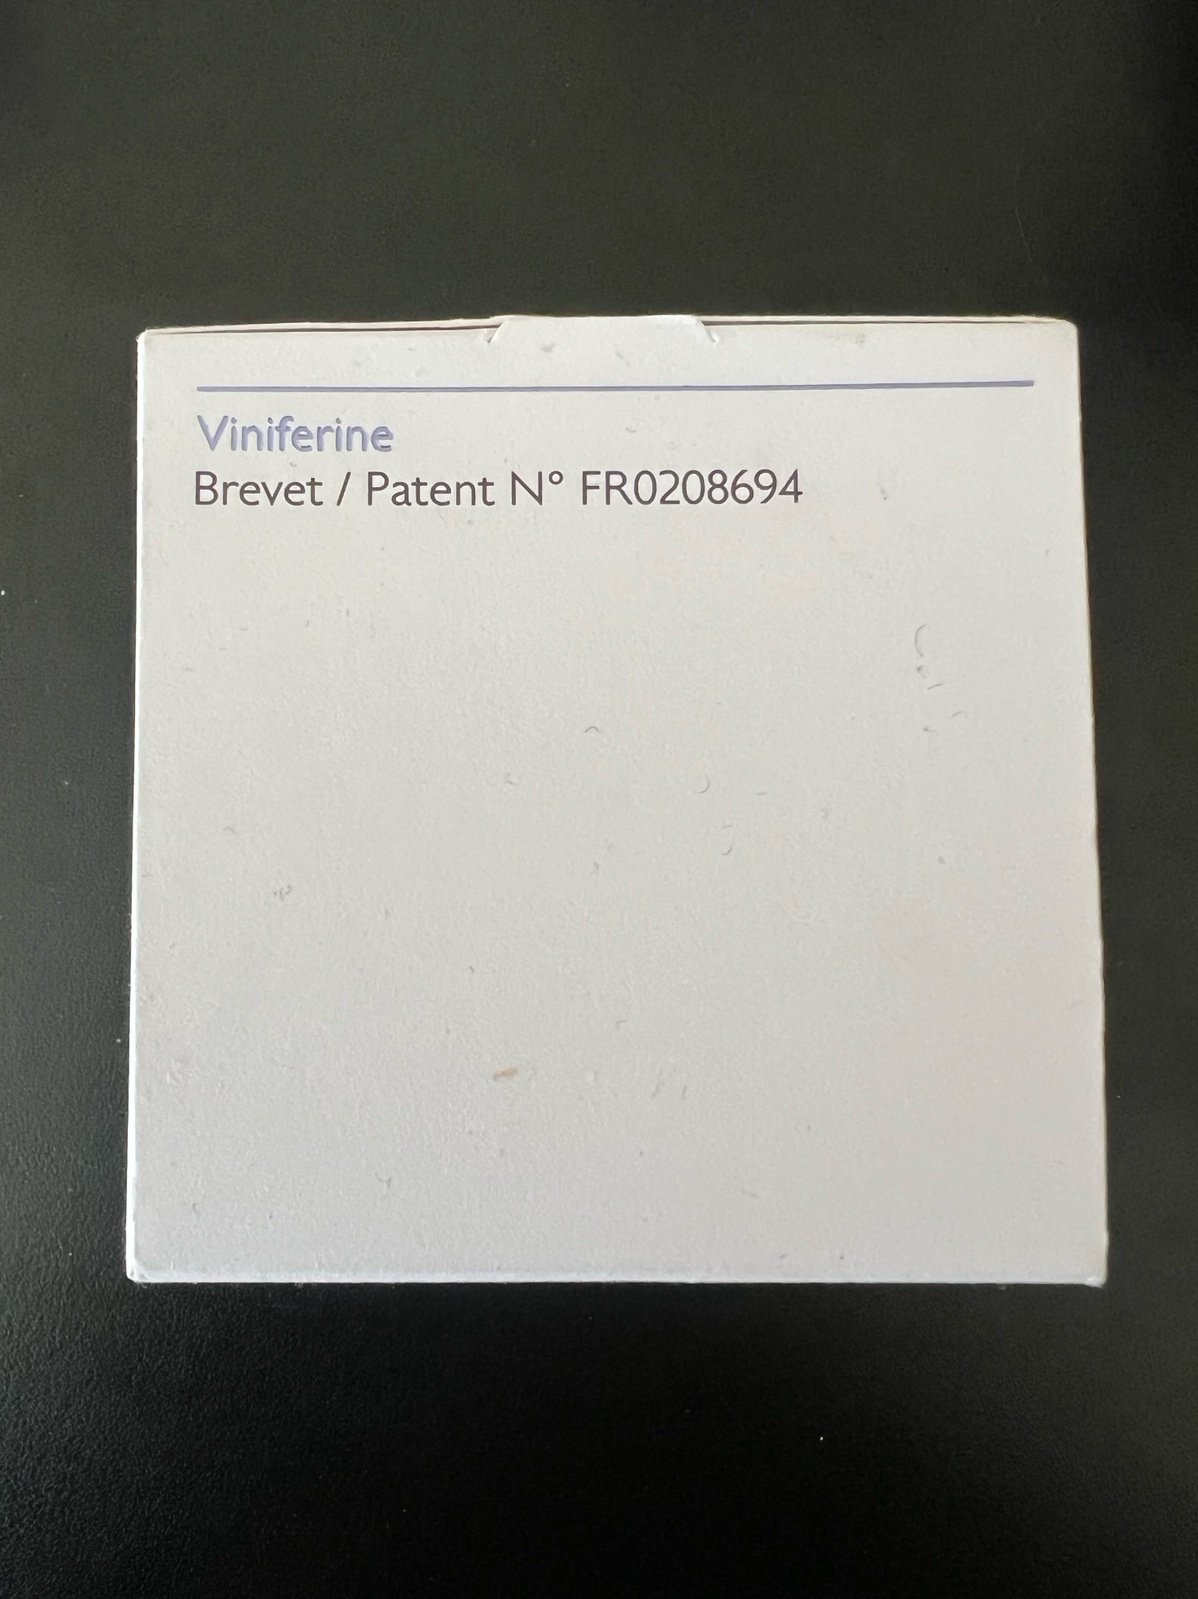 Viniferine
Brevet / Patent N° FR0208694